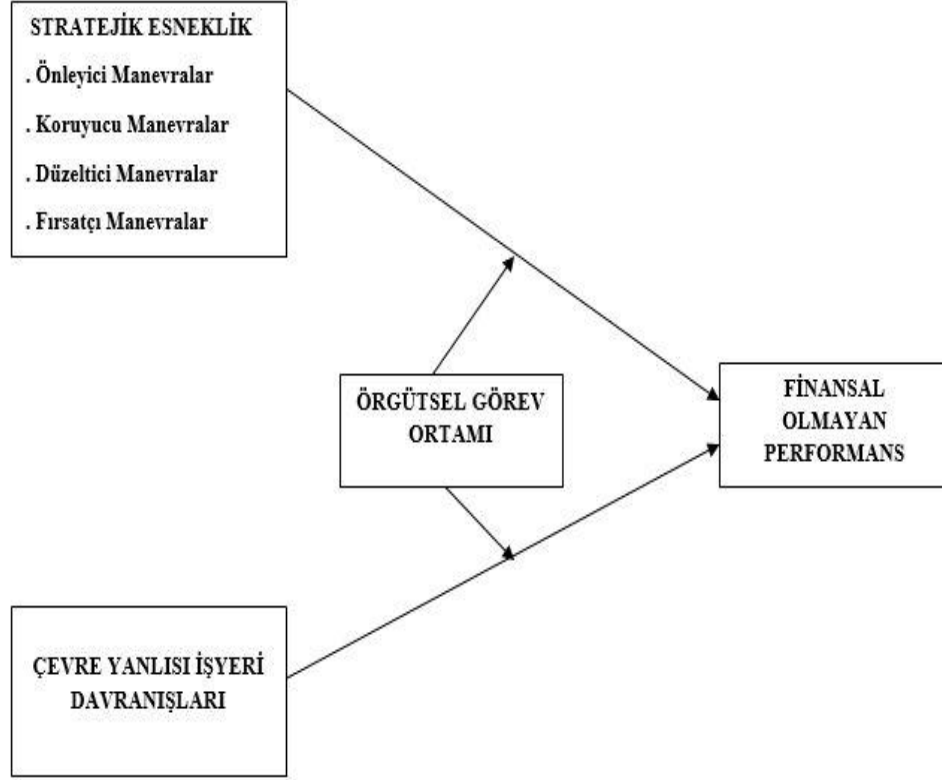 STRATEJİK ESNEKLİK
. Önleyici Manevralar
. Koruyucu Manevralar
. Düzeltici Manevralar
. Fırsatçı Manevralar
ÖRGÜTSEL GÖREV
ORTAMI
FİNANSAL
OLMAYAN
PERFORMANS
ÇEVRE YANLISI İŞYERİ
DAVRANIŞLARI